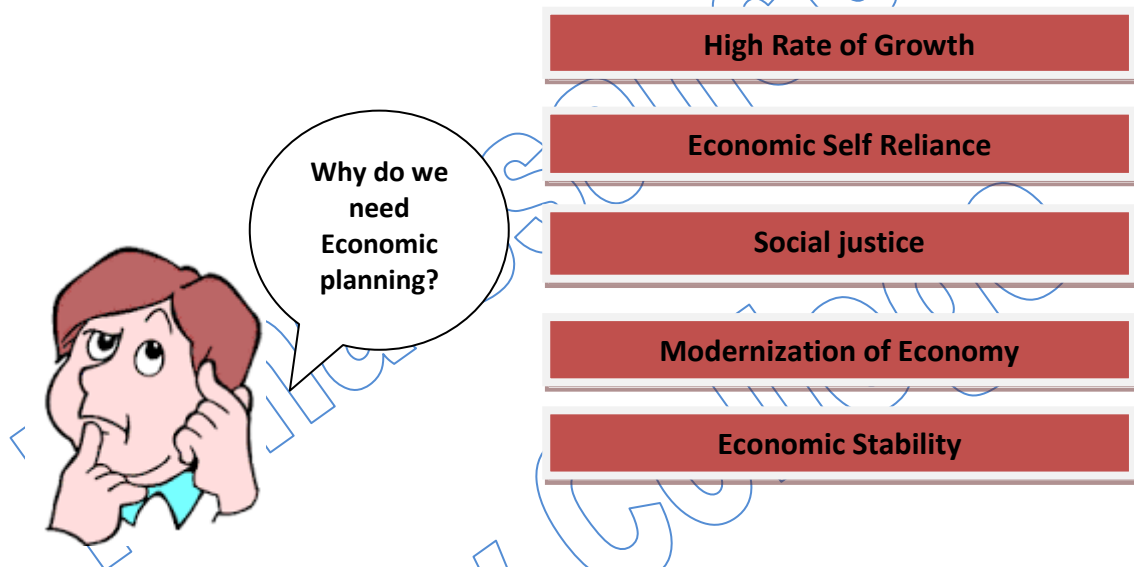 High Rate of Growth
Economic Self Reliance
Why do we
need
Economic
planning?
Social justice
Modernization of Economy
Economic Stability